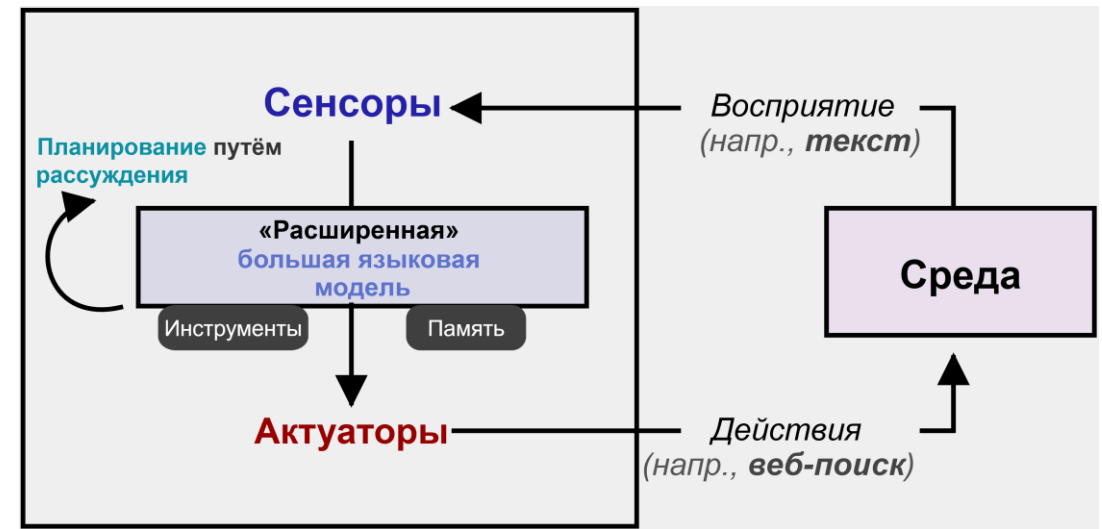 Сенсоры
Восприятие
(напр., текст)
Планирование путём
рассуждения
«Расширенная»
большая языковая
модель
Среда
Инструменты
Память
Актуаторы
Действия
(напр., веб-поиск)